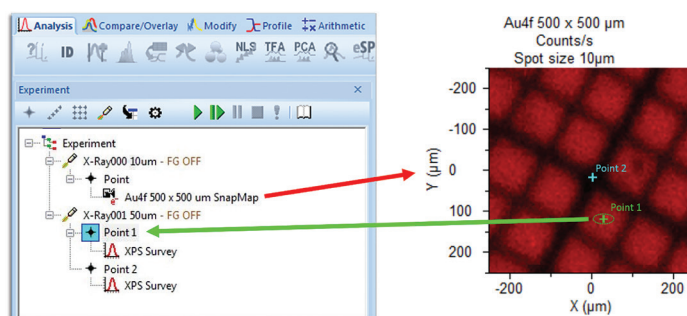 Analysis Compare/Overlay Modify Profile Arithmetic
ID NLS TFA PCA eSP
Experiment
Experiment
X-Ray000 10um - FG OFF
Point
Au4f 500 x 500 um SnapMap
X-Ray001 50um - FG OFF
Point 1
XPS Survey
Point 2
XPS Survey
Au4f 500 x 500 µm
Counts/s
Spot size 10µm
-200
-100
0
100
200
Y (µm)
Point 2
Point 1
-200 0 200
X (µm)